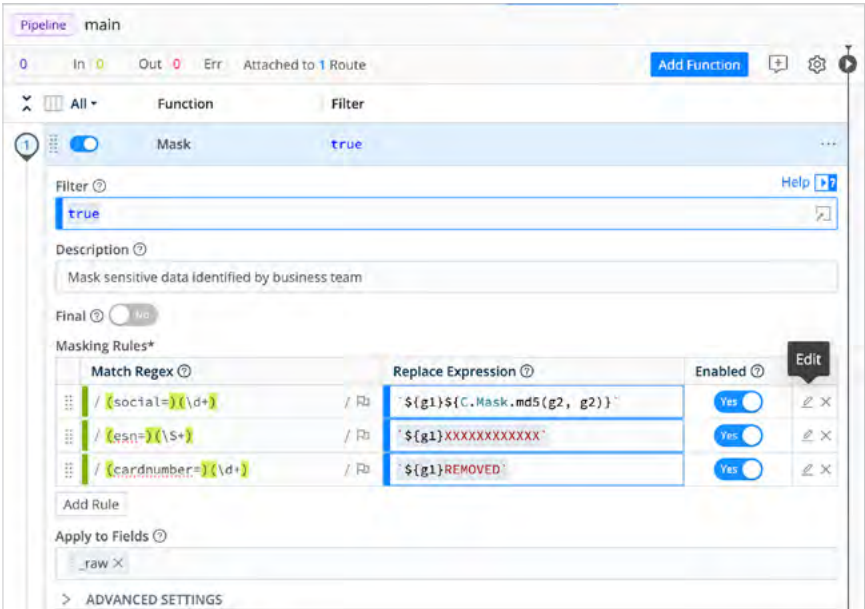 Pipeline main
0 In 0 Out 0 Err Attached to 1 Route Add Function
All Function Filter
1 Mask true ...
Filter Help
true
Description
Mask sensitive data identified by business team
Final No
Masking Rules*
Edit
Match Regex Replace Expression Enabled
/ (social=)(\d+) / `${g1}${C.Mask.md5(g2, g2)}` Yes
/ (esn=)(\S+) / `${g1}XXXXXXXXXXXX` Yes
/ (cardnumber=)(\d+) / `${g1}REMOVED` Yes
Add Rule
Apply to Fields
_raw
ADVANCED SETTINGS